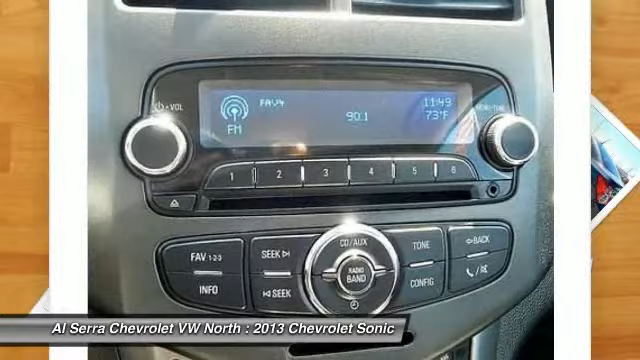 FAV4 11:49
90.1 73°F
FM
VOL MENU-TUNE
1 2 3 4 5 6
CD/AUX
FAV 1-2-3 SEEK TONE BACK
RADIO BAND
INFO SEEK CONFIG
Al Serra Chevrolet VW North : 2013 Chevrolet Sonic